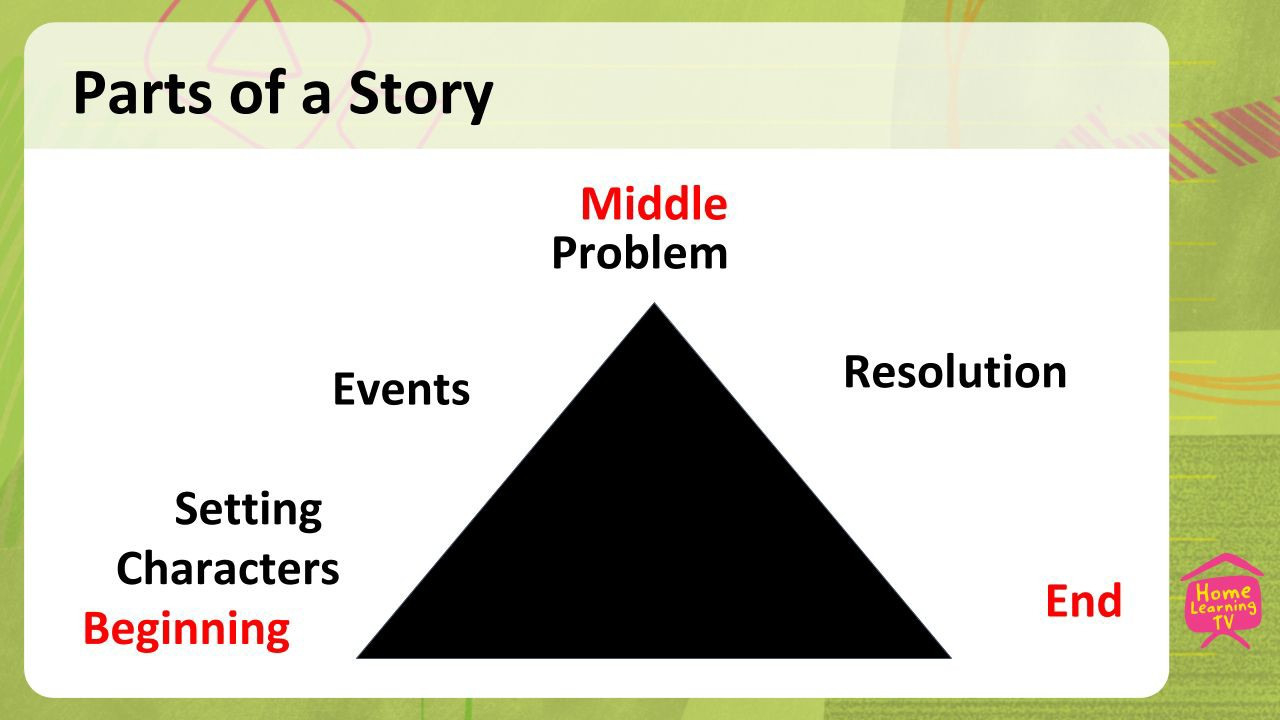 Parts of a Story
Middle
Problem
Events
Resolution
Setting
Characters
Beginning
End
Home
Learning
TV